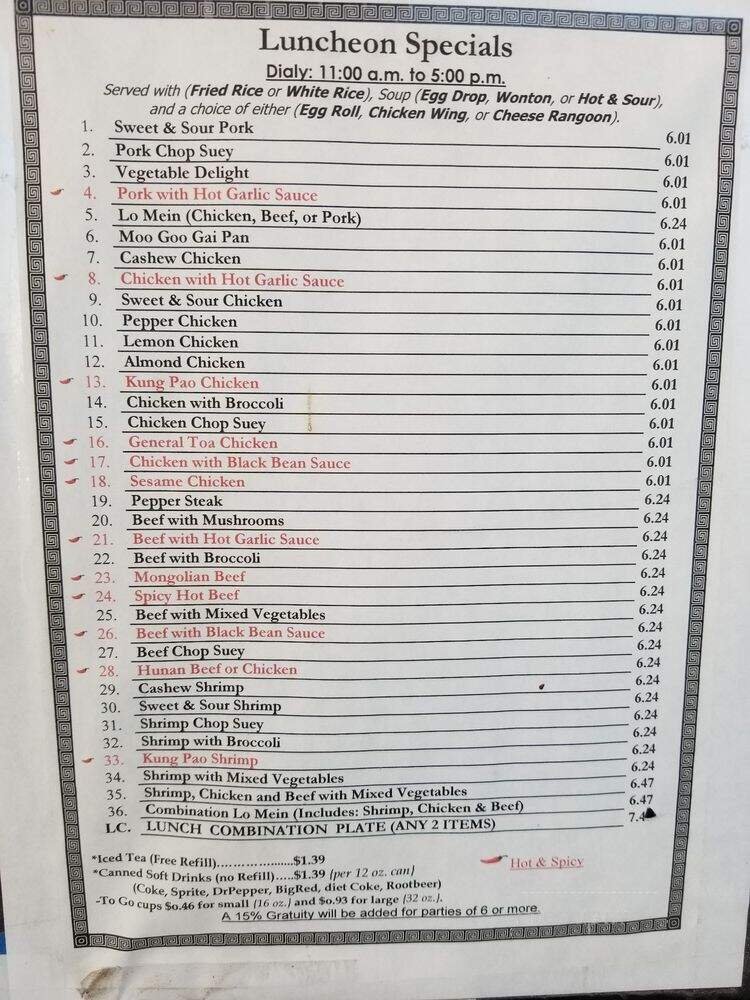 Luncheon Specials
Dialy: 11:00 a.m. to 5:00 p.m.
Served with (Fried Rice or White Rice), Soup (Egg Drop, Wonton, or Hot & Sour),
and a choice of either (Egg Roll, Chicken Wing, or Cheese Rangoon).
1. Sweet & Sour Pork 6.01
2. Pork Chop Suey 6.01
3. Vegetable Delight 6.01
4. Pork with Hot Garlic Sauce 6.01
5. Lo Mein (Chicken, Beef, or Pork) 6.24
6. Moo Goo Gai Pan 6.01
7. Cashew Chicken 6.01
8. Chicken with Hot Garlic Sauce 6.01
9. Sweet & Sour Chicken 6.01
10. Pepper Chicken 6.01
11. Lemon Chicken 6.01
12. Almond Chicken 6.01
13. Kung Pao Chicken 6.01
14. Chicken with Broccoli 6.01
15. Chicken Chop Suey 6.01
16. General Toa Chicken 6.01
17. Chicken with Black Bean Sauce 6.01
18. Sesame Chicken 6.01
19. Pepper Steak 6.24
20. Beef with Mushrooms 6.24
21. Beef with Hot Garlic Sauce 6.24
22. Beef with Broccoli 6.24
23. Mongolian Beef 6.24
24. Spicy Hot Beef 6.24
25. Beef with Mixed Vegetables 6.24
26. Beef with Black Bean Sauce 6.24
27. Beef Chop Suey 6.24
28. Hunan Beef or Chicken 6.24
29. Cashew Shrimp 6.24
30. Sweet & Sour Shrimp 6.24
31. Shrimp Chop Suey 6.24
32. Shrimp with Broccoli 6.24
33. Kung Pao Shrimp 6.24
34. Shrimp with Mixed Vegetables 6.24
35. Shrimp, Chicken and Beef with Mixed Vegetables 6.47
36. Combination Lo Mein (Includes: Shrimp, Chicken & Beef) 6.47
LC. LUNCH COMBINATION PLATE (ANY 2 ITEMS)
*Iced Tea (Free Refill)...................$1.39
*Canned Soft Drinks (no Refill).....$1.39 (per 12 oz. can)
(Coke, Sprite, DrPepper, BigRed, diet Coke, Rootbeer)
-To Go cups $0.46 for small (16 oz.) and $0.93 for large (32 oz.).
A 15% Gratuity will be added for parties of 6 or more.
Hot & Spicy